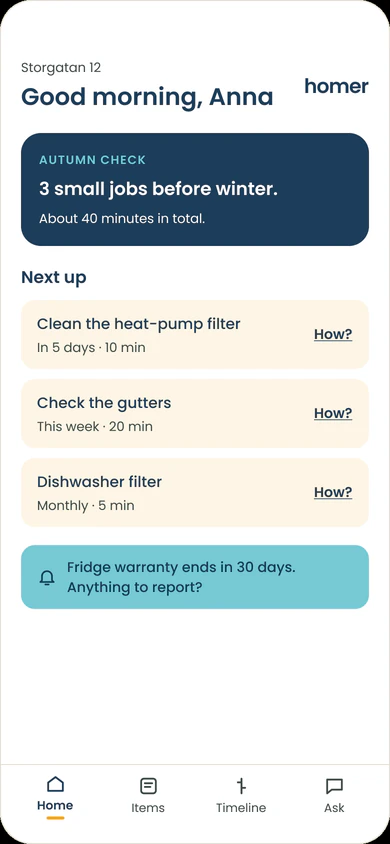 Storgatan 12
Good morning, Anna
homer
AUTUMN CHECK
3 small jobs before winter.
About 40 minutes in total.
Next up
Clean the heat-pump filter
In 5 days · 10 min
How?
Check the gutters
This week · 20 min
How?
Dishwasher filter
Monthly · 5 min
How?
Fridge warranty ends in 30 days.
Anything to report?
Home
Items
Timeline
Ask